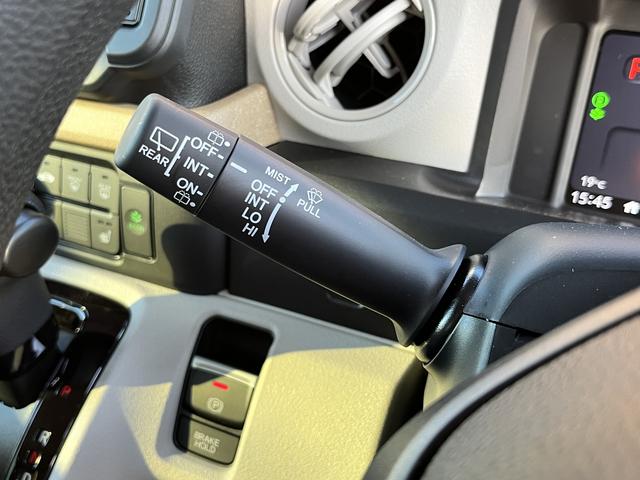 REAR
OFF
INT
ON
MIST
OFF
INT
LO
HI
PULL
P
BRAKE
HOLD
P
R
D
P
19°C
15:45